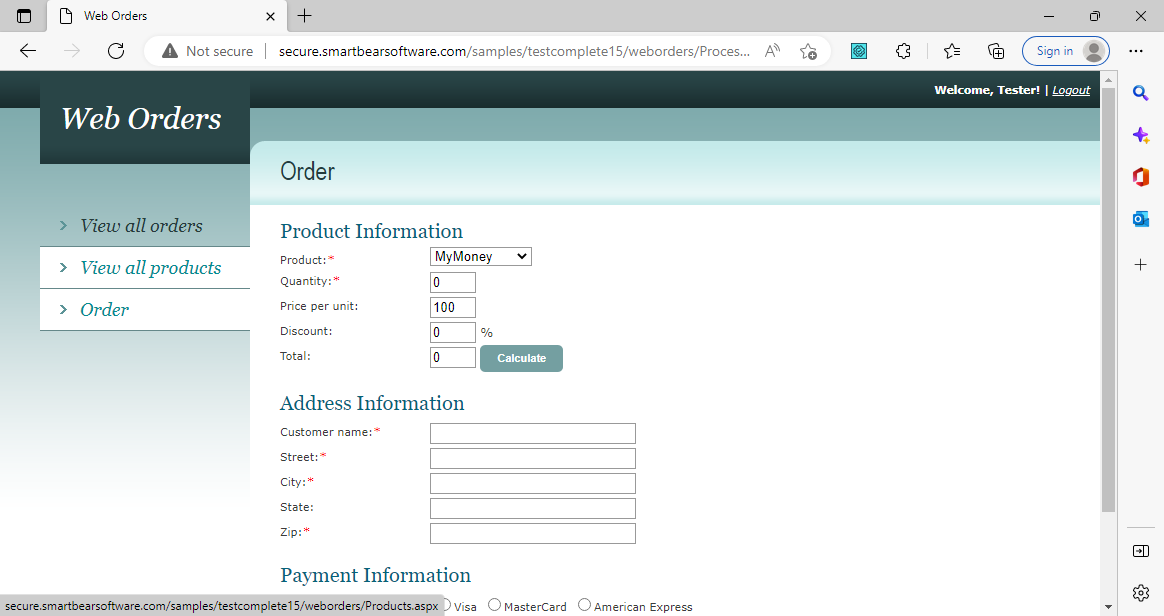 Web Orders
Not secure secure.smartbearsoftware.com/samples/testcomplete15/weborders/Proces... Sign in
Welcome, Tester! | Logout
Web Orders
View all orders
View all products
Order
Order
Product Information
Product:* MyMoney
Quantity:* 0
Price per unit: 100
Discount: 0 %
Total: 0 Calculate
Address Information
Customer name:*
Street:*
City:*
State:
Zip:*
Payment Information
Visa MasterCard American Express
secure.smartbearsoftware.com/samples/testcomplete15/weborders/Products.aspx